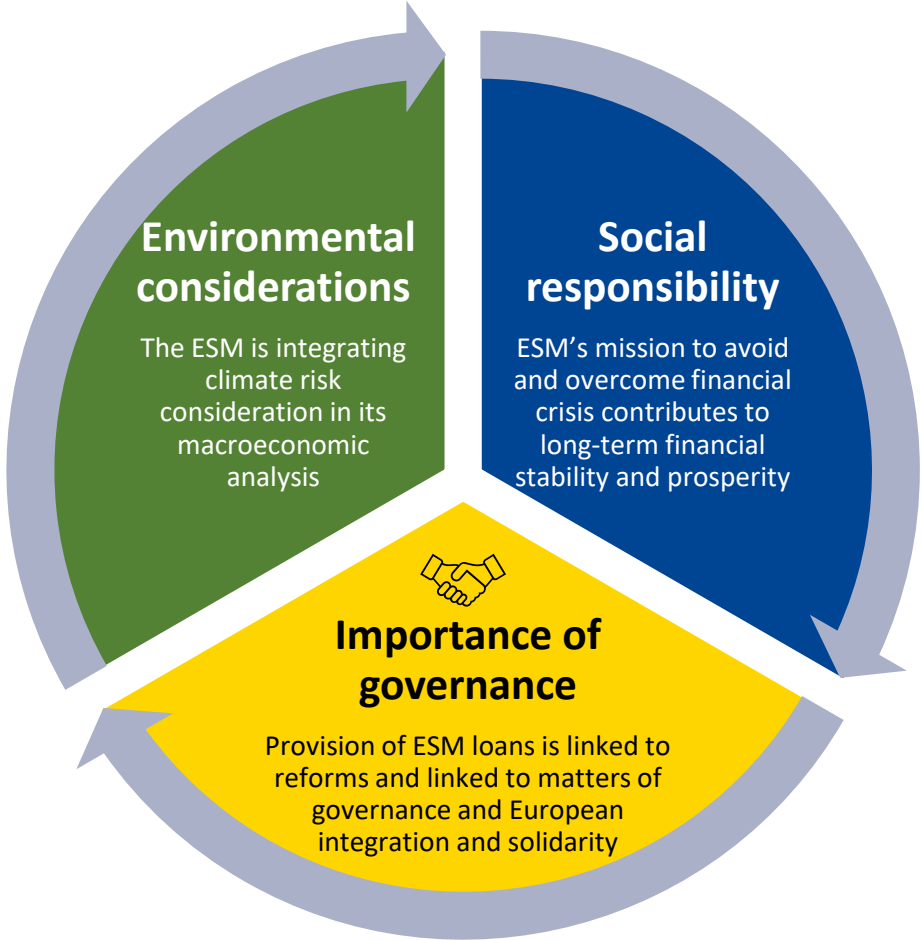 Environmental
considerations
The ESM is integrating
climate risk
consideration in its
macroeconomic
analysis
Social
responsibility
ESM’s mission to avoid
and overcome financial
crisis contributes to
long-term financial
stability and prosperity
Importance of
governance
Provision of ESM loans is linked to
reforms and linked to matters of
governance and European
integration and solidarity